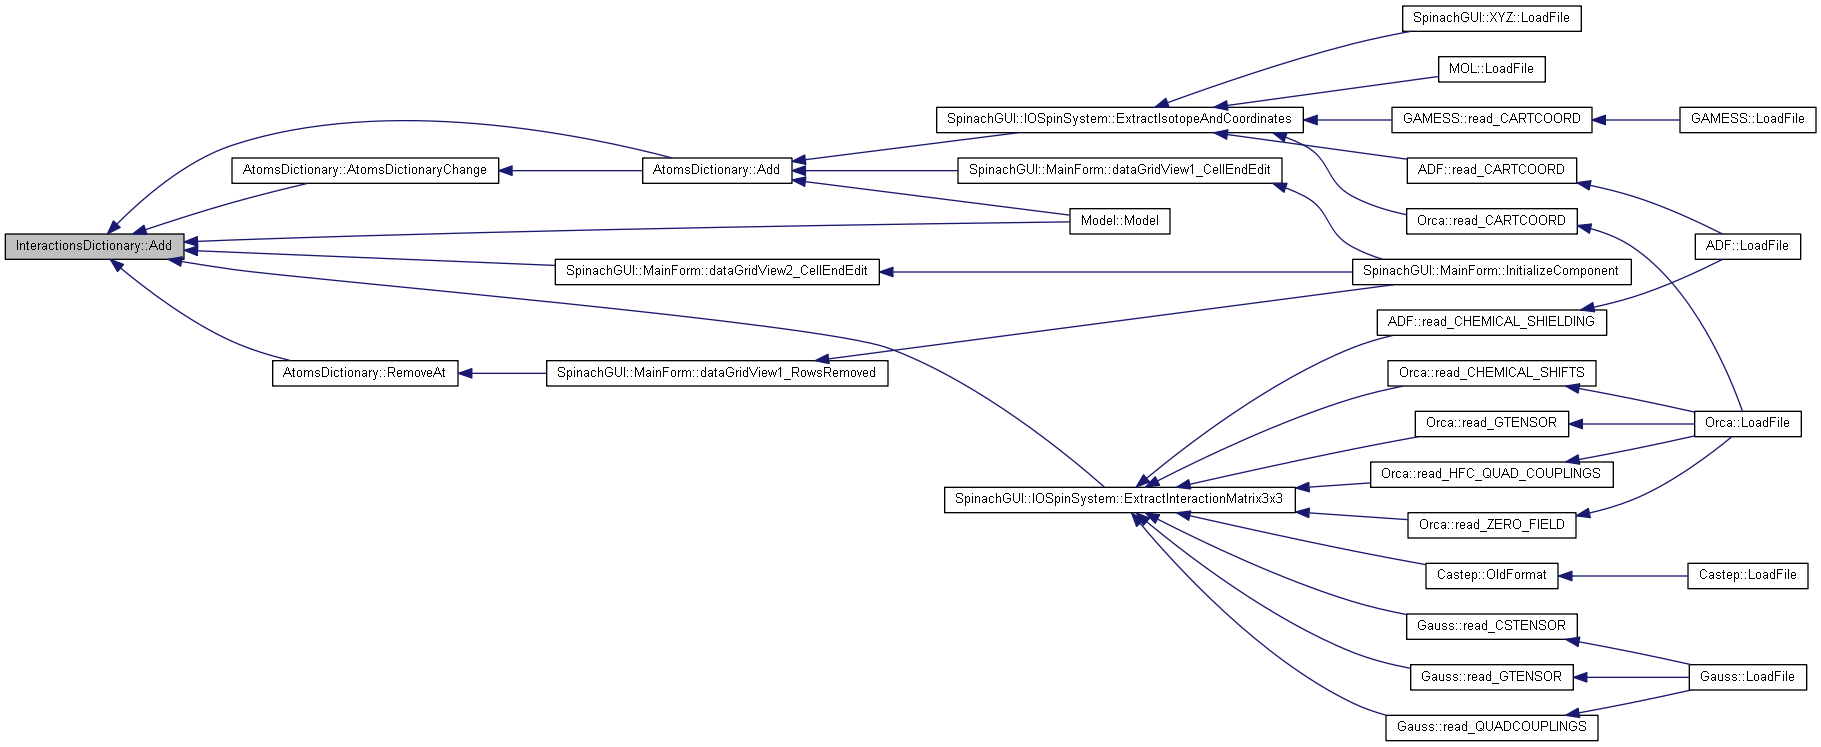 SpinachGUI::XYZ::LoadFile
MOL::LoadFile
SpinachGUI::IOSpinSystem::ExtractIsotopeAndCoordinates
GAMESS::read_CARTCOORD
GAMESS::LoadFile
AtomsDictionary::AtomsDictionaryChange
AtomsDictionary::Add
SpinachGUI::MainForm::dataGridView1_CellEndEdit
ADF::read_CARTCOORD
Model::Model
Orca::read_CARTCOORD
InteractionsDictionary::Add
ADF::LoadFile
SpinachGUI::MainForm::dataGridView2_CellEndEdit
SpinachGUI::MainForm::InitializeComponent
ADF::read_CHEMICAL_SHIELDING
AtomsDictionary::RemoveAt
SpinachGUI::MainForm::dataGridView1_RowsRemoved
Orca::read_CHEMICAL_SHIFTS
Orca::read_GTENSOR
Orca::LoadFile
Orca::read_HFC_QUAD_COUPLINGS
SpinachGUI::IOSpinSystem::ExtractInteractionMatrix3x3
Orca::read_ZERO_FIELD
Castep::OldFormat
Castep::LoadFile
Gauss::read_CSTENSOR
Gauss::read_GTENSOR
Gauss::LoadFile
Gauss::read_QUADCOUPLINGS